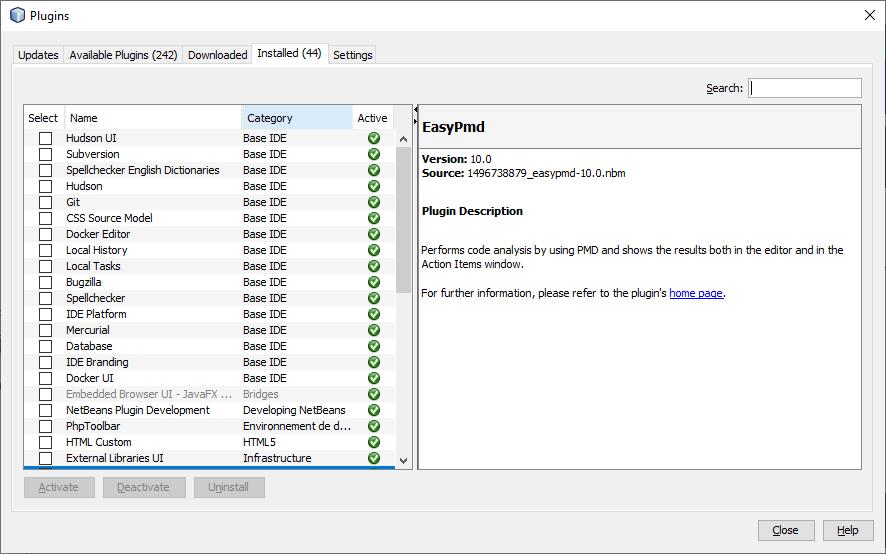 Plugins
Updates Available Plugins (242) Downloaded Installed (44) Settings
Search:
Select Name Category Active
Hudson UI Base IDE
Subversion Base IDE
Spellchecker English Dictionaries Base IDE
Hudson Base IDE
Git Base IDE
CSS Source Model Base IDE
Docker Editor Base IDE
Local History Base IDE
Local Tasks Base IDE
Bugzilla Base IDE
Spellchecker Base IDE
IDE Platform Base IDE
Mercurial Base IDE
Database Base IDE
IDE Branding Base IDE
Docker UI Base IDE
Embedded Browser UI - JavaFX ... Bridges
NetBeans Plugin Development Developing NetBeans
PhpToolbar Environnement de d...
HTML Custom HTML5
External Libraries UI Infrastructure
EasyPmd
Version: 10.0
Source: 1496738879_easypmd-10.0.nbm
Plugin Description
Performs code analysis by using PMD and shows the results both in the editor and in the
Action Items window.
For further information, please refer to the plugin's home page.
Activate Deactivate Uninstall
Close Help